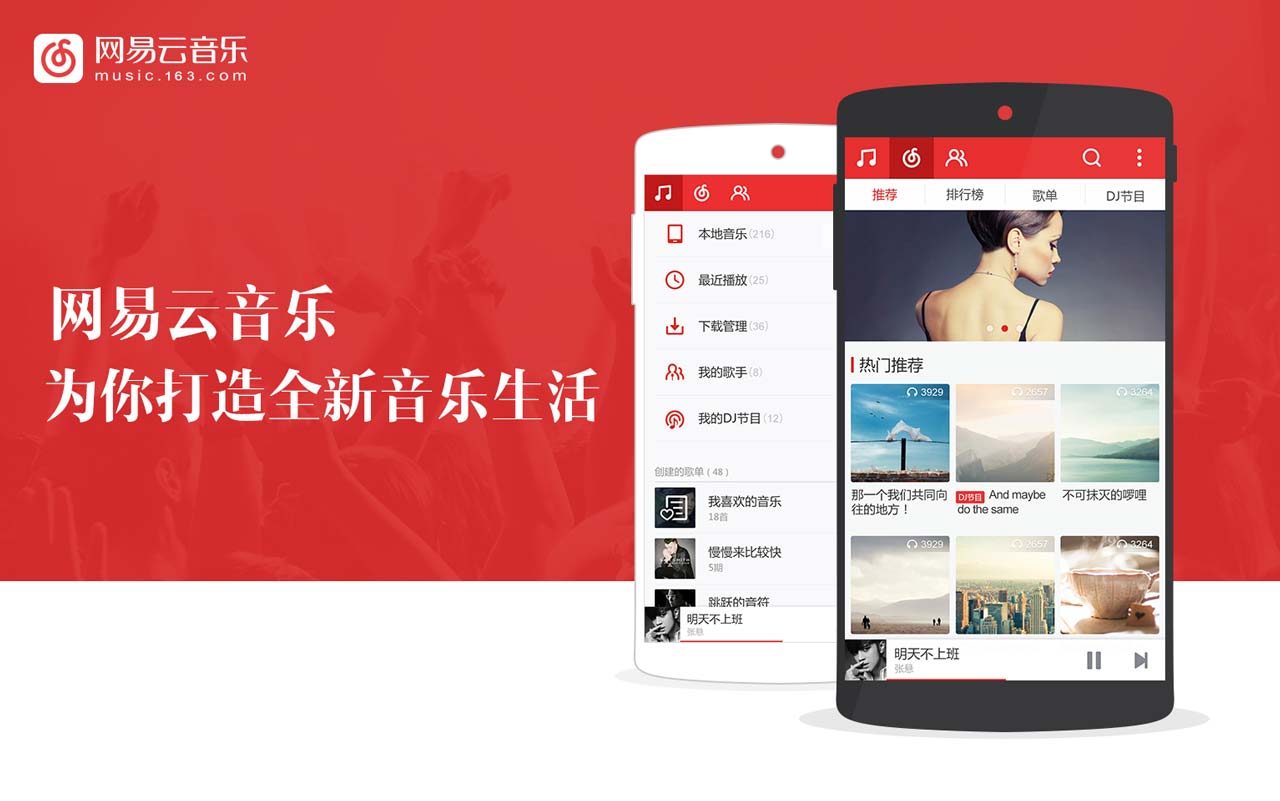 网易云音乐
music.163.com
网易云音乐
为你打造全新音乐生活
本地音乐(216)
最近播放(25)
下载管理(36)
我的歌手(8)
我的DJ节目(12)
创建的歌单(48)
我喜欢的音乐
18首
慢慢来比较快
5期
跳跃的音符
明天不上班
张悬
推荐 排行榜 歌单 DJ节目
热门推荐
3929 2657 3264
那一个我们共同向
往的地方！
DJ节目 And maybe
do the same
不可抹灭的啰哩
3929 2657 3264
明天不上班
张悬